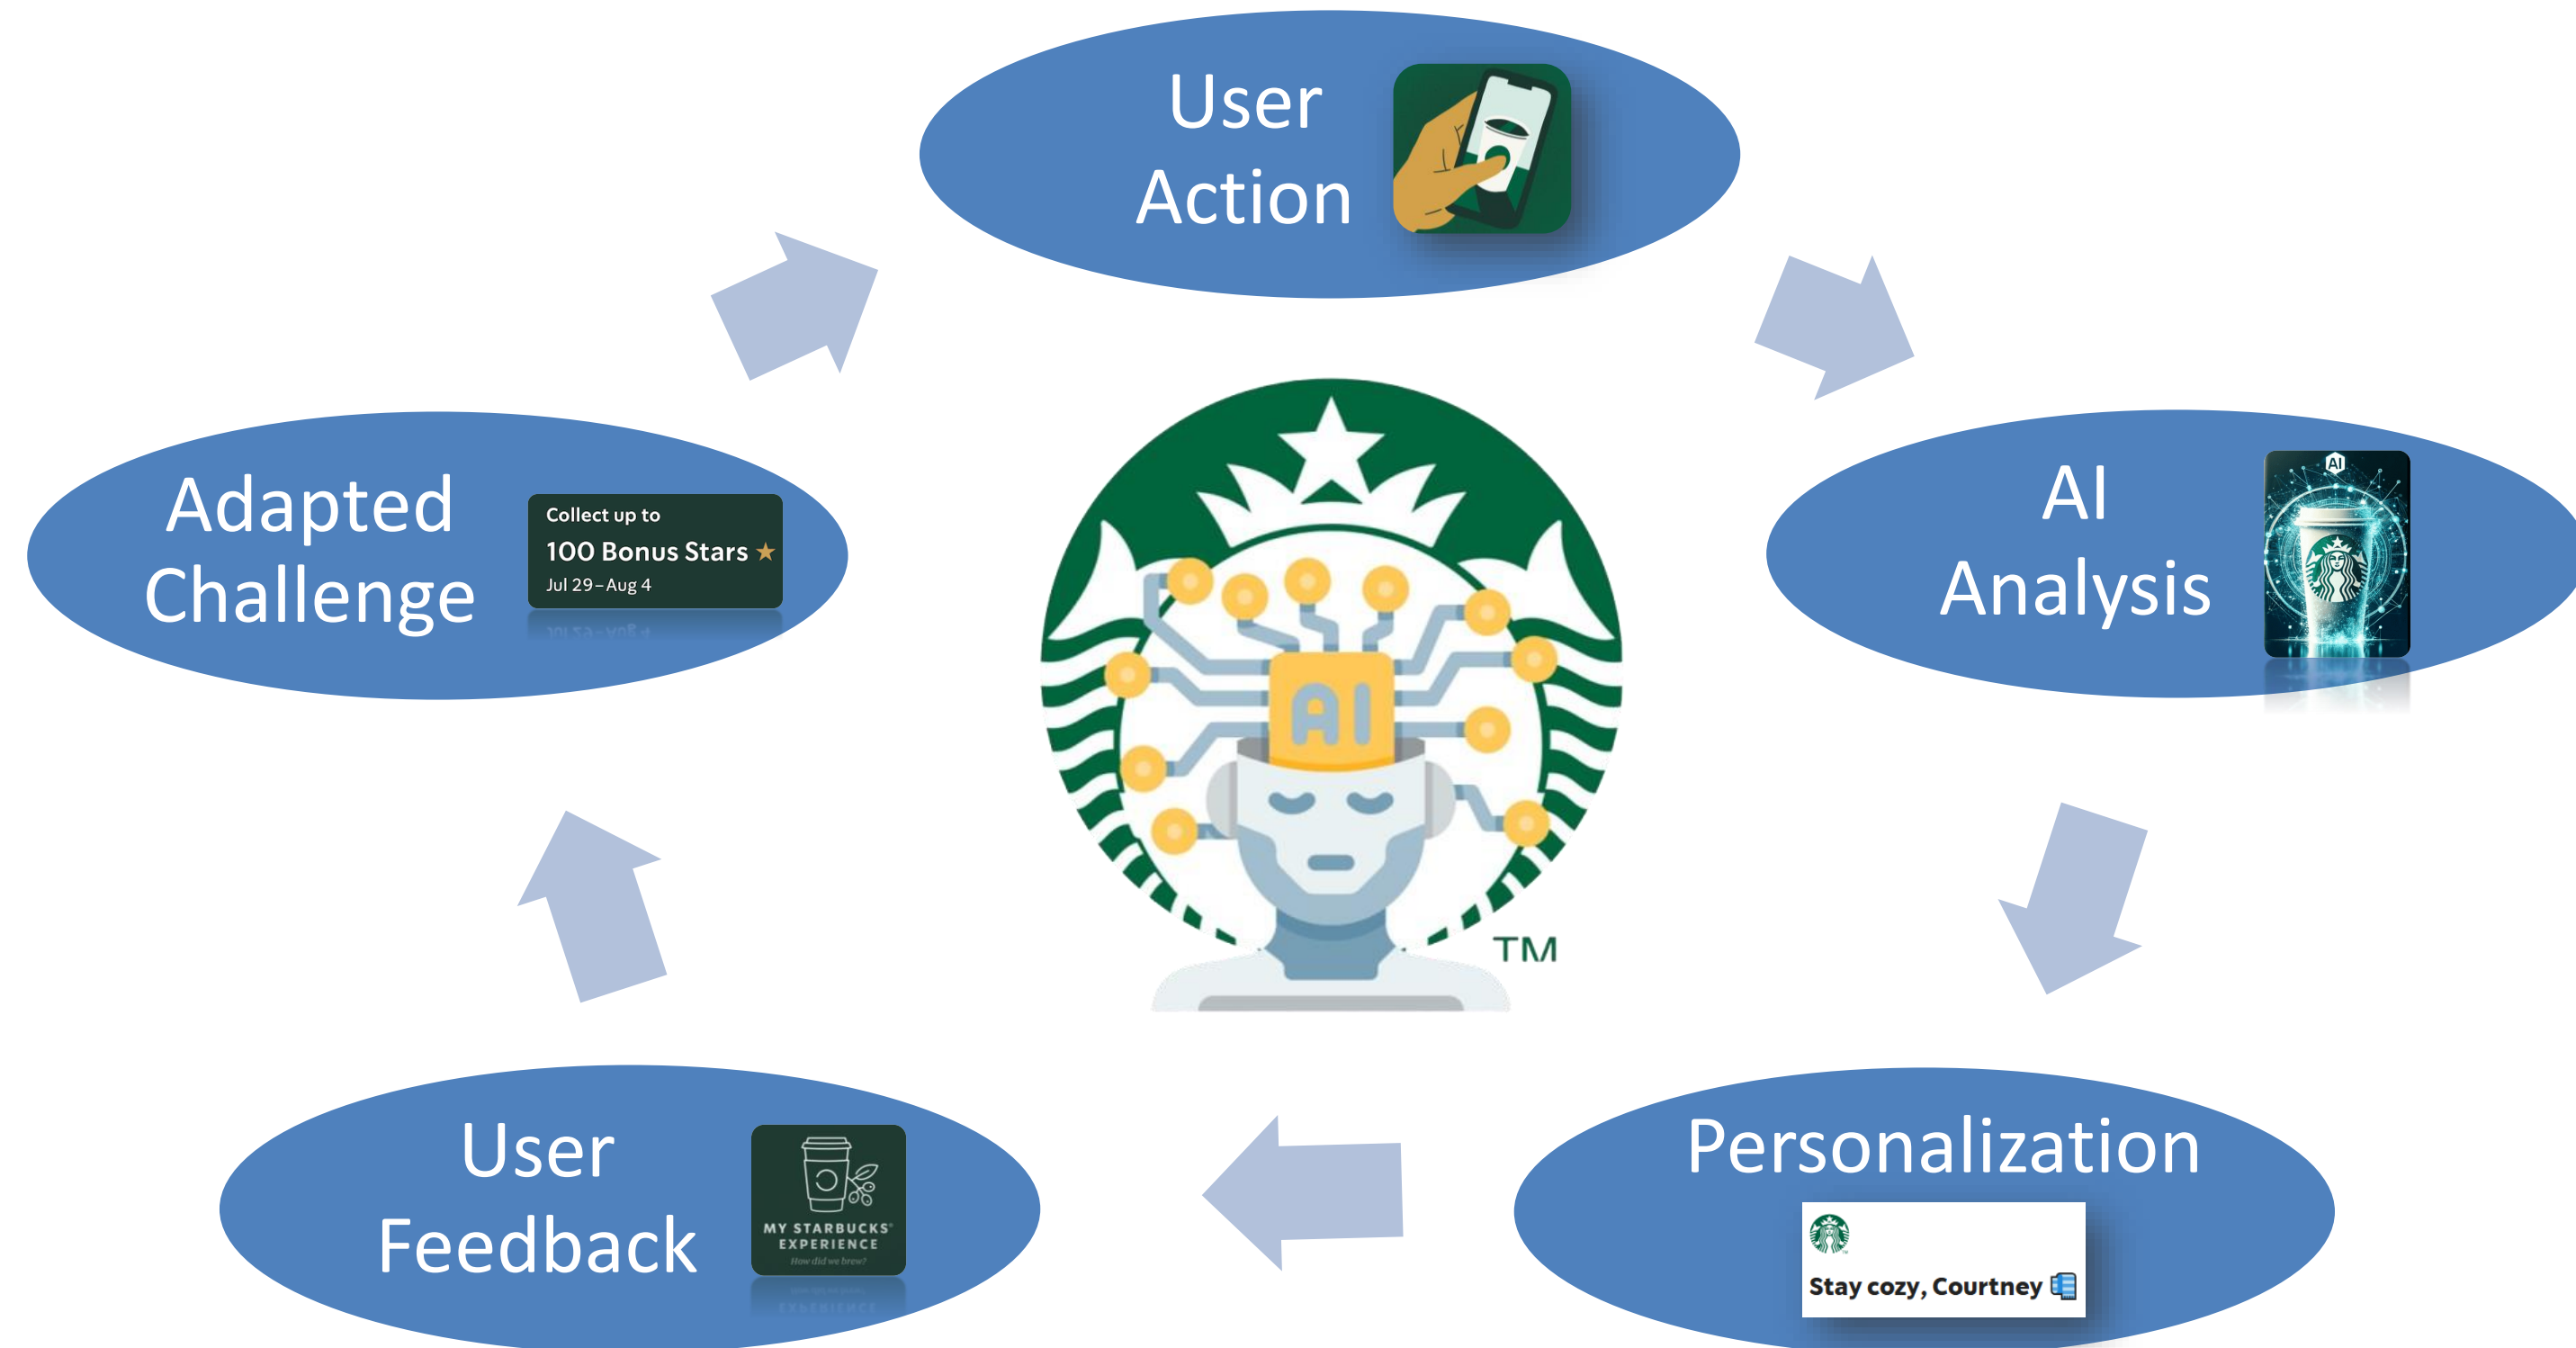 User
Action
AI
Analysis
AI
Personalization
Stay cozy, Courtney
User
Feedback
MY STARBUCKS®
EXPERIENCE
How did we brew?
Adapted
Challenge
Collect up to
100 Bonus Stars
Jul 29–Aug 4
AI
TM